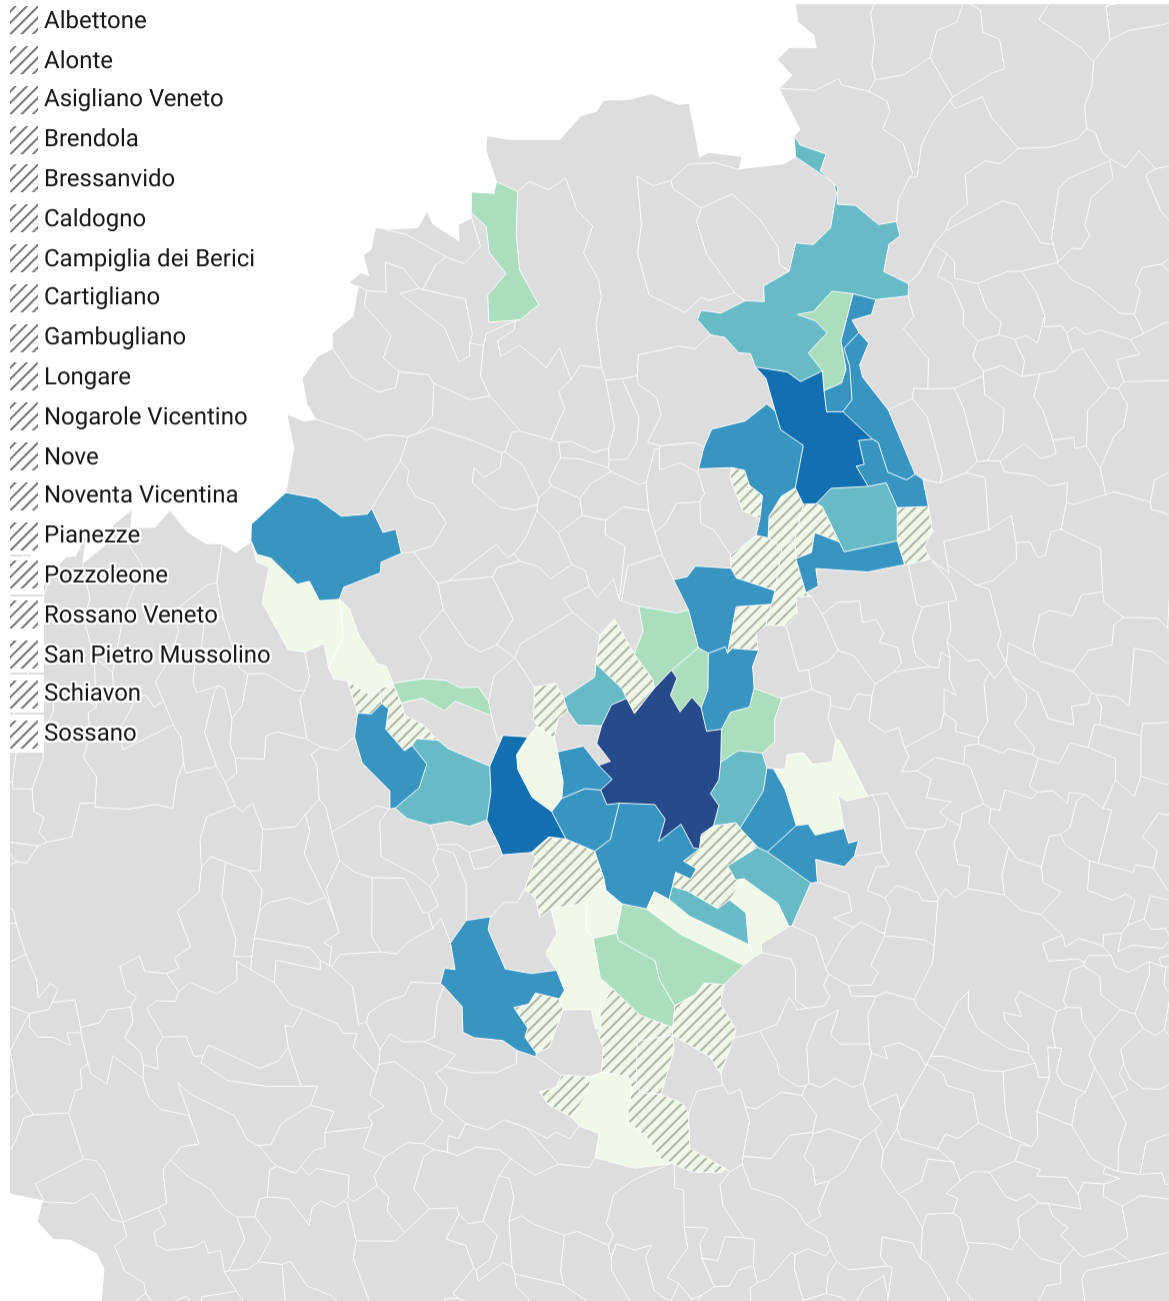 Albettone
Alonte
Asigliano Veneto
Brendola
Bressanvido
Caldogno
Campiglia dei Berici
Cartigliano
Gambugliano
Longare
Nogarole Vicentino
Nove
Noventa Vicentina
Pianezze
Pozzoleone
Rossano Veneto
San Pietro Mussolino
Schiavon
Sossano